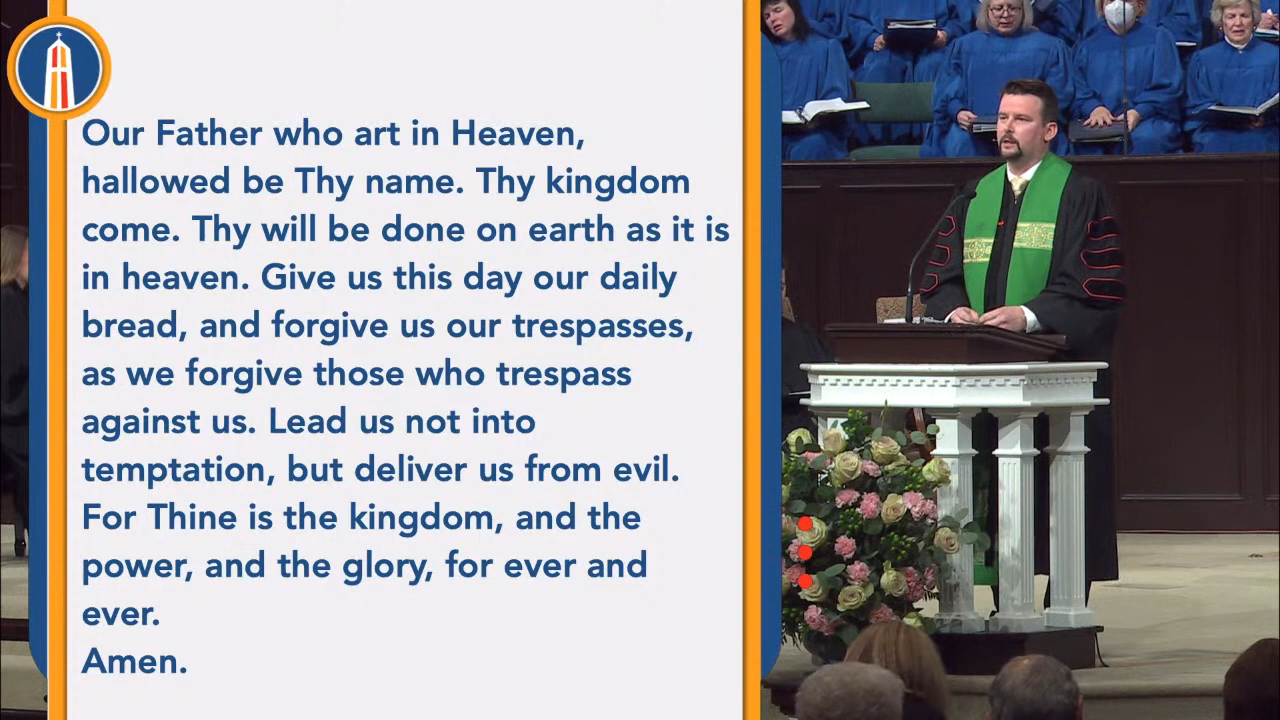 Our Father who art in Heaven,
hallowed be Thy name. Thy kingdom
come. Thy will be done on earth as it is
in heaven. Give us this day our daily
bread, and forgive us our trespasses,
as we forgive those who trespass
against us. Lead us not into
temptation, but deliver us from evil.
For Thine is the kingdom, and the
power, and the glory, for ever and
ever.
Amen.